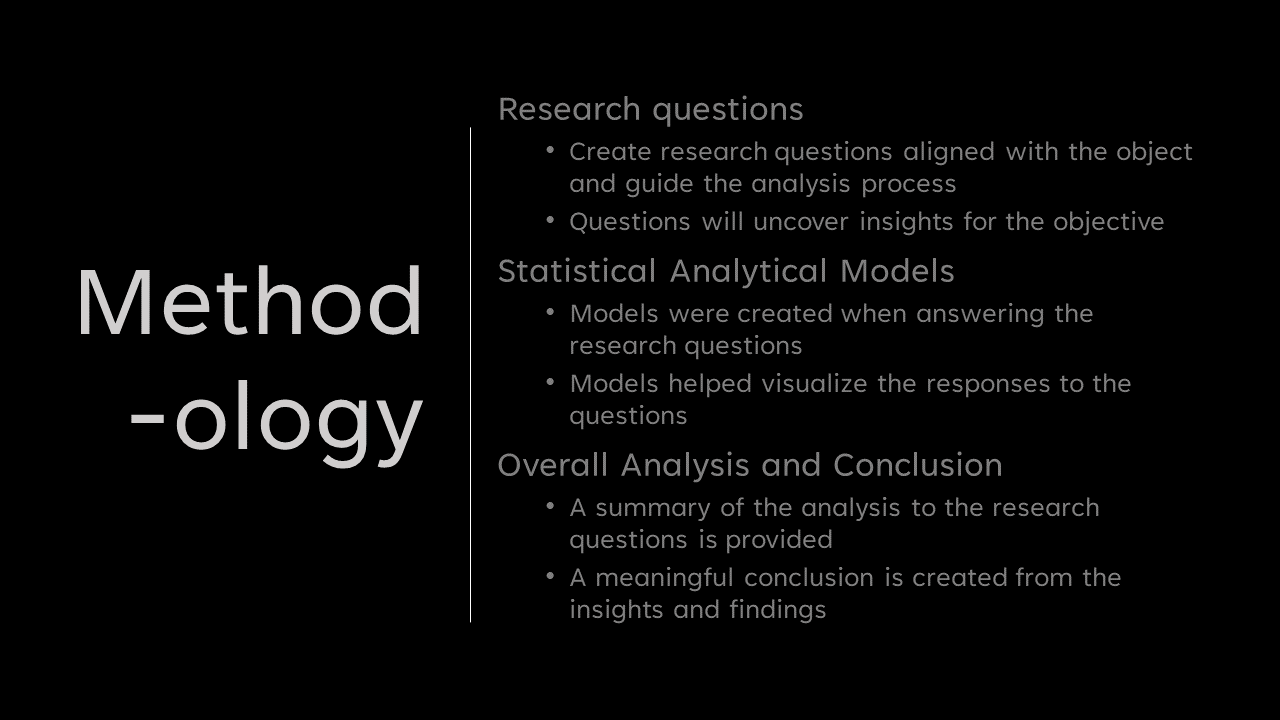 Method
-ology
Research questions
• Create research questions aligned with the object
and guide the analysis process
• Questions will uncover insights for the objective
Statistical Analytical Models
• Models were created when answering the
research questions
• Models helped visualize the responses to the
questions
Overall Analysis and Conclusion
• A summary of the analysis to the research
questions is provided
• A meaningful conclusion is created from the
insights and findings